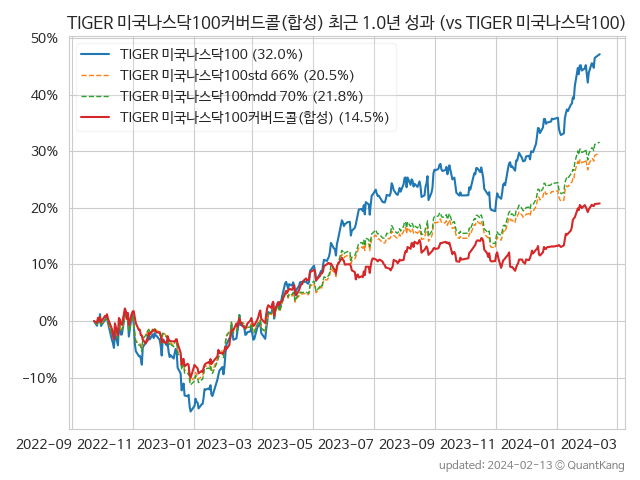 TIGER 미국나스닥100커버드콜(합성) 최근 1.0년 성과 (vs TIGER 미국나스닥100)
50%
40%
30%
20%
10%
0%
−10%
TIGER 미국나스닥100 (32.0%)
TIGER 미국나스닥100std 66% (20.5%)
TIGER 미국나스닥100mdd 70% (21.8%)
TIGER 미국나스닥100커버드콜(합성) (14.5%)
2022-09 2022-11 2023-01 2023-03 2023-05 2023-07 2023-09 2023-11 2024-01 2024-03
updated: 2024-02-13 © QuantKang